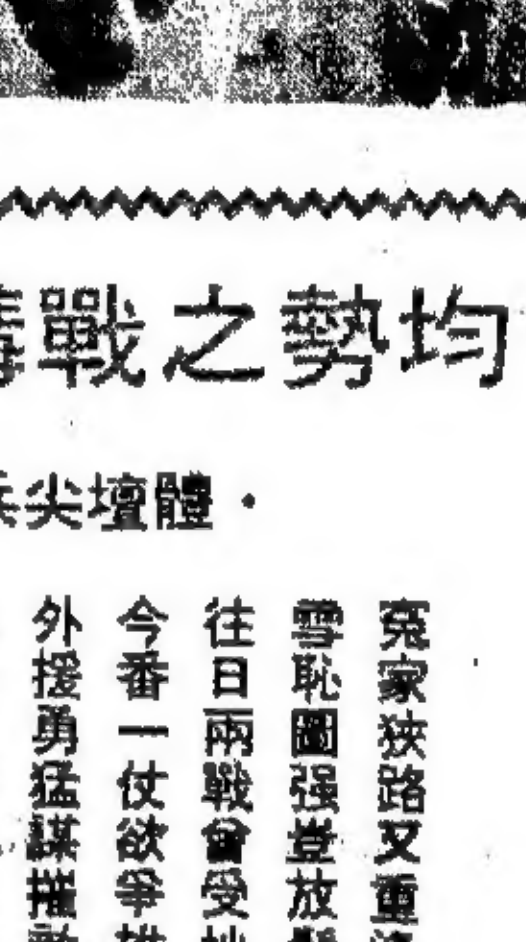 均勢之戰
・體壇尖兵
冤家狹路又重
雪恥圖强豈放
往日兩戰曾受
今番一仗欲爭
外援勇猛謀摧